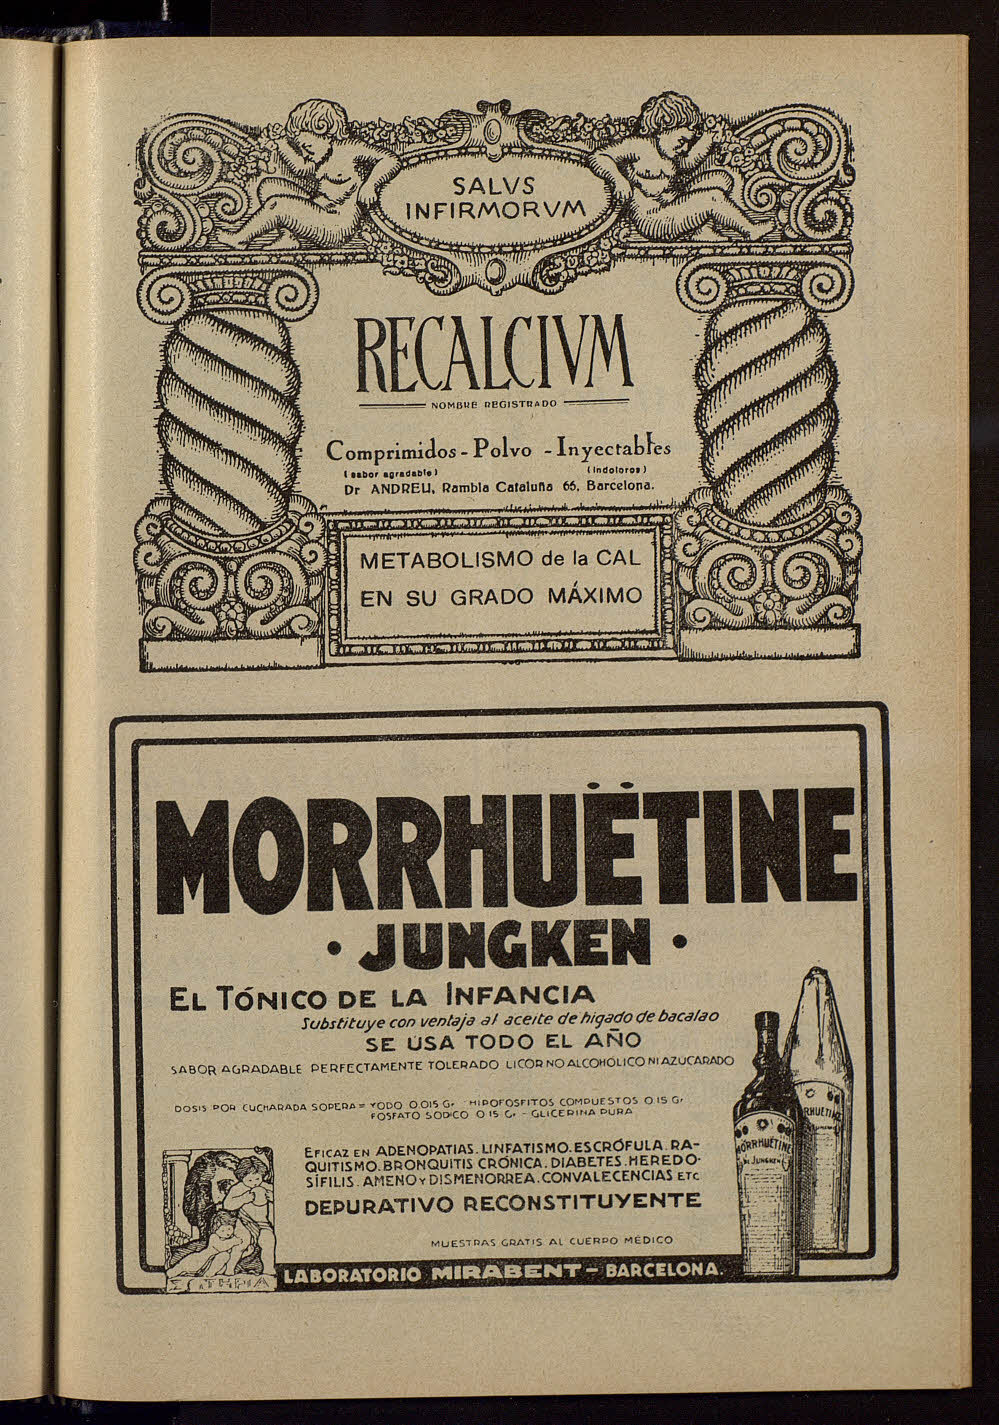 SALVS
INFIRMORVM
RECALCIVM
NOMBRE REGISTRADO
Comprimidos - Polvo - Inyectables
(sabor agradable) (indoloros)
Dr ANDREU, Rambla Cataluña 66, Barcelona.
METABOLISMO de la CAL
EN SU GRADO MÁXIMO
MORRHUËTINE
· JUNGKEN ·
EL TÓNICO DE LA INFANCIA
Substituye con ventaja al aceite de higado de bacalao
SE USA TODO EL AÑO
SABOR AGRADABLE PERFECTAMENTE TOLERADO LICOR NO ALCOHÓLICO NI AZUCARADO
DOSIS POR CUCHARADA SOPERA = YODO 0.015 Gr - HIPOFOSFITOS COMPUESTOS 0.15 Gr
FOSFATO SODICO 0.15 Gr - GLICERINA PURA
EFICAZ EN ADENOPATIAS. LINFATISMO. ESCRÓFULA. RA-
QUITISMO. BRONQUITIS CRÓNICA. DIABETES. HEREDO-
SÍFILIS. AMENO Y DISMENORREA. CONVALECENCIAS ETC
DEPURATIVO RECONSTITUYENTE
MUESTRAS GRATIS AL CUERPO MÉDICO
LABORATORIO MIRABENT - BARCELONA.
MORRHUËTINE
JUNGKEN